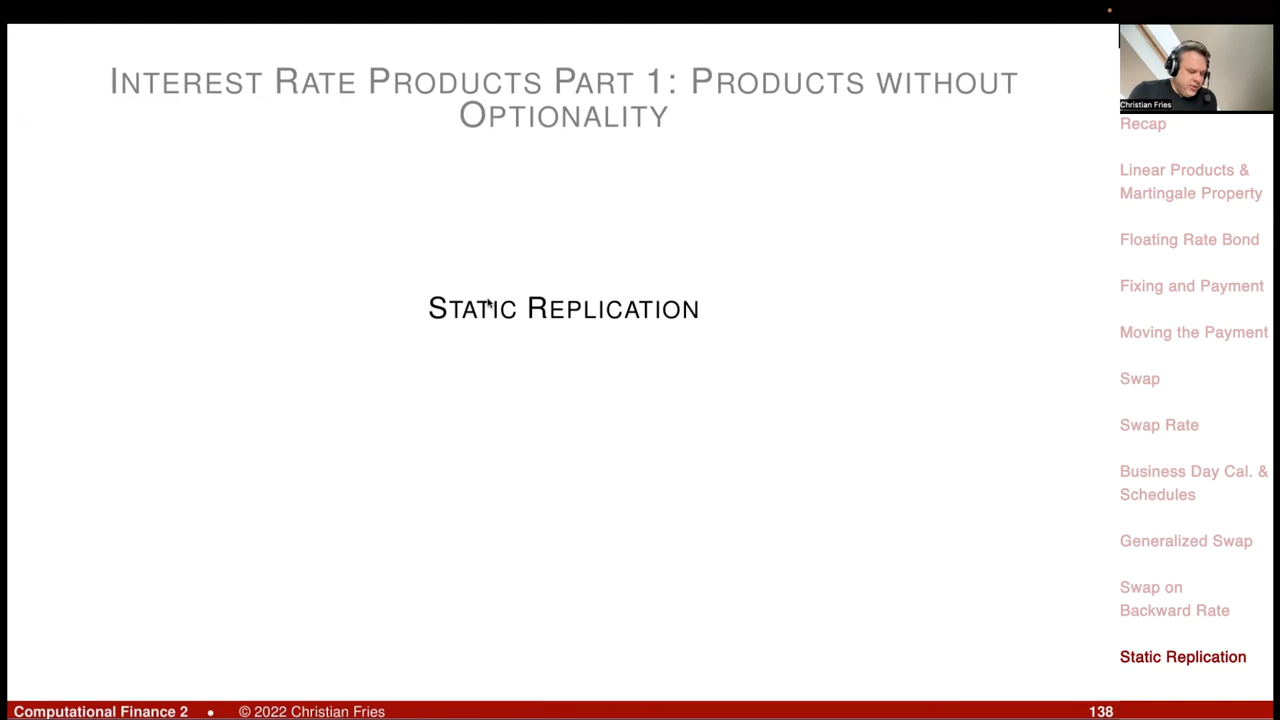 INTEREST RATE PRODUCTS PART 1: PRODUCTS WITHOUT
OPTIONALITY
STATIC REPLICATION
Christian Fries
Recap
Linear Products &
Martingale Property
Floating Rate Bond
Fixing and Payment
Moving the Payment
Swap
Swap Rate
Business Day Cal. &
Schedules
Generalized Swap
Swap on
Backward Rate
Static Replication
Computational Finance 2 • © 2022 Christian Fries 138